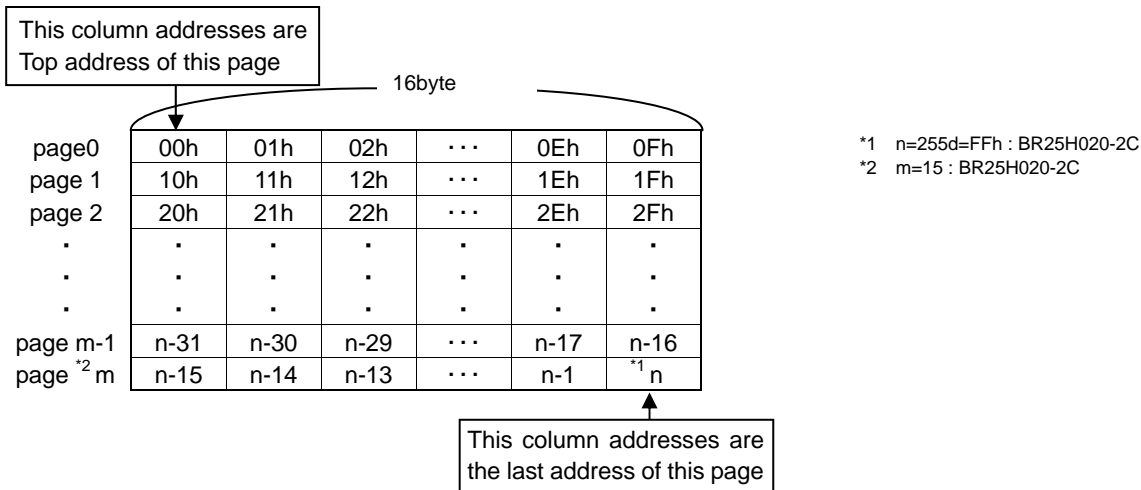 This column addresses are
Top address of this page
16byte
page0 00h 01h 02h ··· 0Eh 0Fh
page 1 10h 11h 12h ··· 1Eh 1Fh
page 2 20h 21h 22h ··· 2Eh 2Fh
· · · · · · ·
· · · · · · ·
· · · · · · ·
page m-1 n-31 n-30 n-29 ··· n-17 n-16
page *2 m n-15 n-14 n-13 ··· n-1 *1 n
This column addresses are
the last address of this page
*1 n=255d=FFh : BR25H020-2C
*2 m=15 : BR25H020-2C